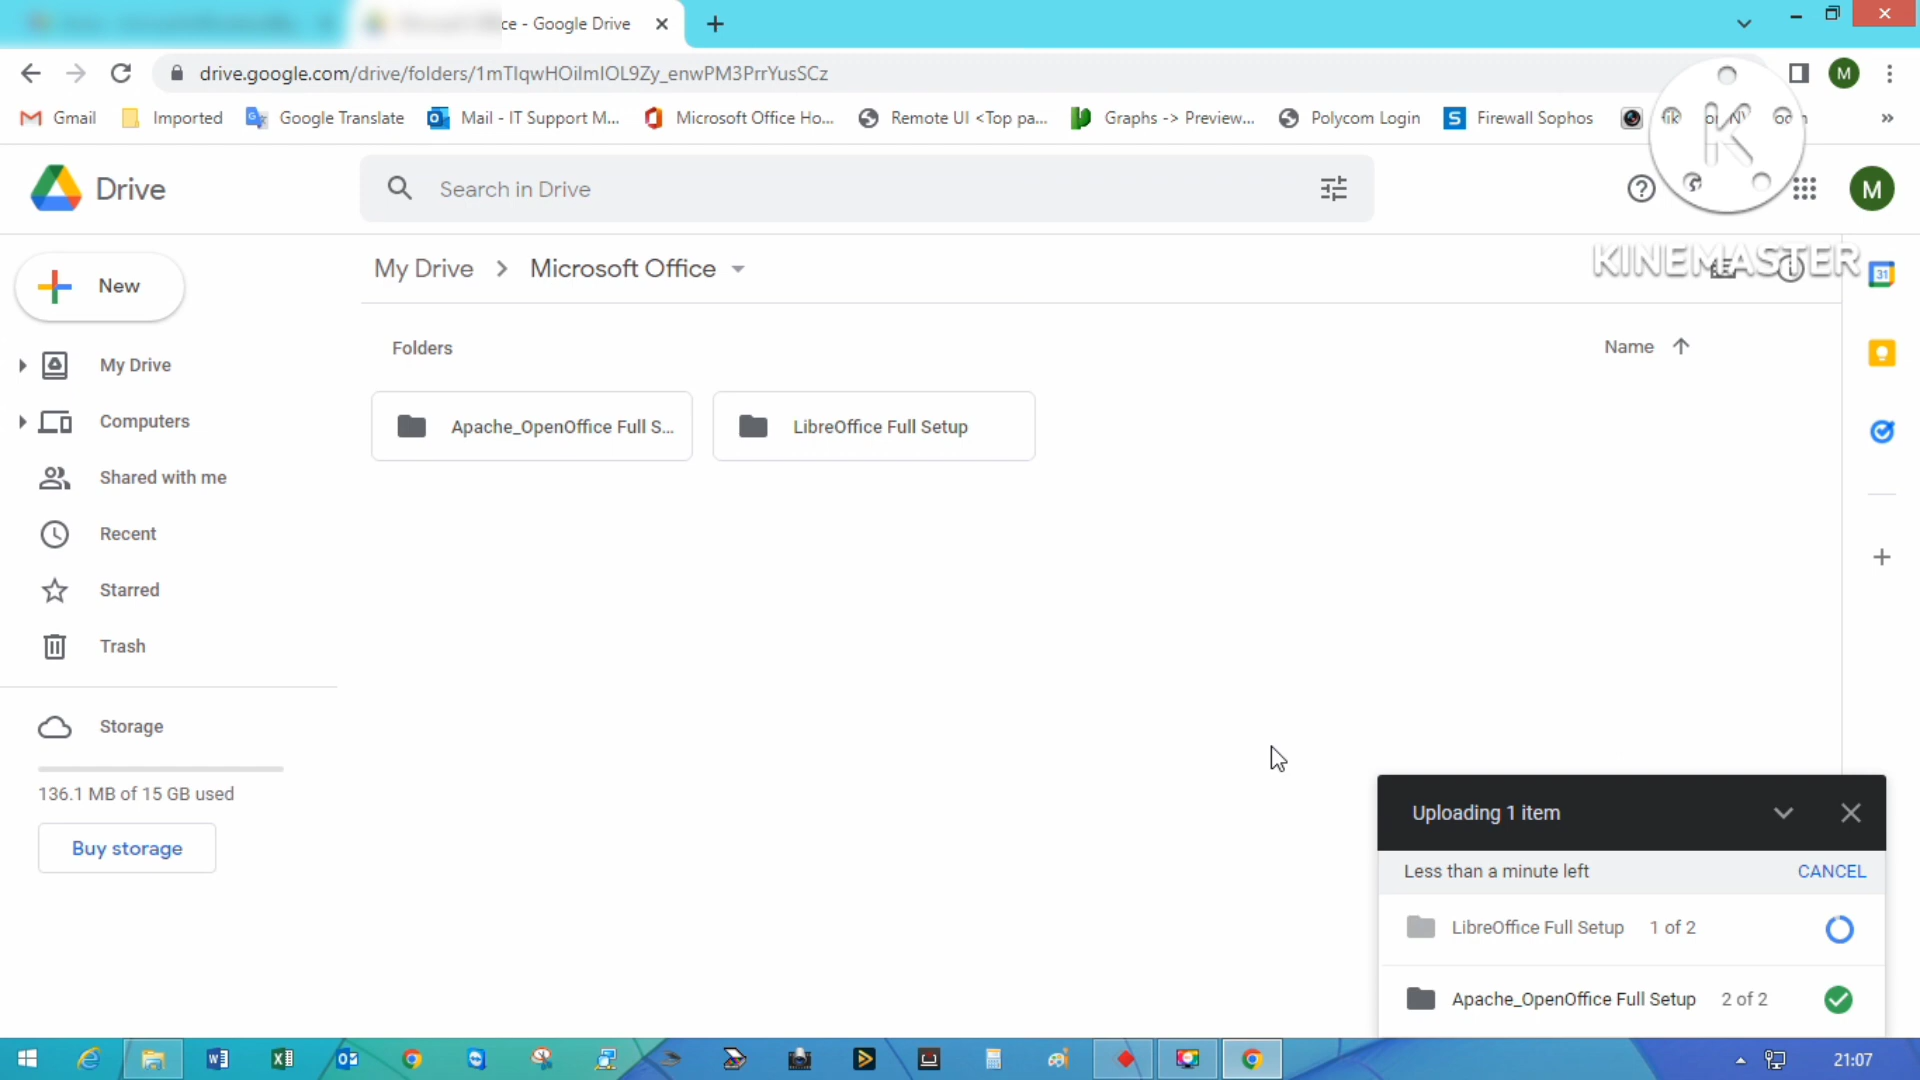 ce - Google Drive
drive.google.com/drive/folders/1mTIqwHOilmIOL9Zy_enwPM3PrrYusSCz
M
Gmail
Imported
Google Translate
Mail - IT Support M...
Microsoft Office Ho...
Remote UI <Top pa...
Graphs -> Preview...
Polycom Login
Firewall Sophos
K
Drive
Search in Drive
M
KINEMASTER
New
My Drive
Microsoft Office
31
Folders
Name
My Drive
Apache_OpenOffice Full S...
LibreOffice Full Setup
Computers
Shared with me
Recent
Starred
Trash
Storage
136.1 MB of 15 GB used
Buy storage
Uploading 1 item
Less than a minute left
CANCEL
LibreOffice Full Setup 1 of 2
Apache_OpenOffice Full Setup 2 of 2
21:07